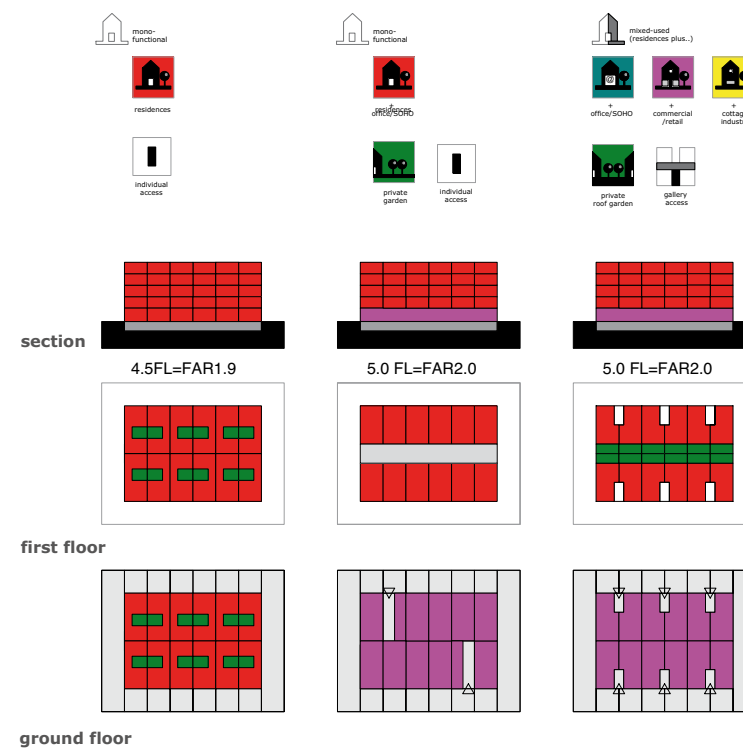 mono-
functional
mono-
functional
mixed-used
(residences plus..)
residences
residences
+
office/SOHO
+
office/SOHO
+
commercial
/retail
+
cottag
indust
individual
access
private
garden
individual
access
private
roof garden
gallery
access
section
4.5FL=FAR1.9
5.0 FL=FAR2.0
5.0 FL=FAR2.0
first floor
ground floor